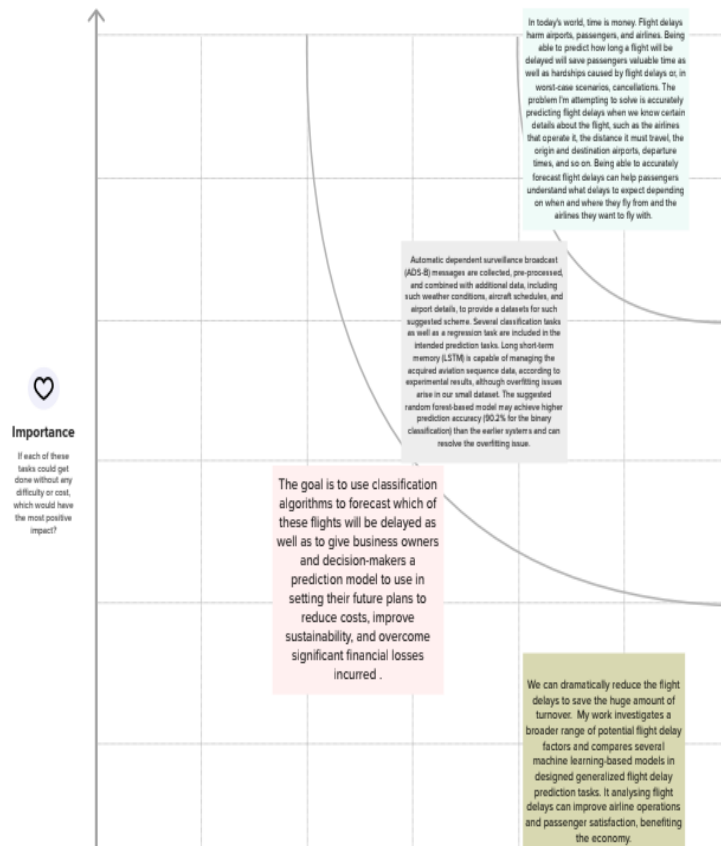 In today's world, time is money. Flight delays
harm airports, passengers, and airlines. Being
able to predict how long a flight will be
delayed will save passengers valuable time as
well as hardships caused by flight delays or, in
worst-case scenarios, cancellations. The
problem I'm attempting to solve is accurately
predicting flight delays when we know certain
details about the flight, such as the airlines
that operate it, the distance it must travel, the
origin and destination airports, departure
times, and so on. Being able to accurately
forecast flight delays can help passengers
understand what delays to expect depending
on when and where they fly from and the
airlines they want to fly with.
Automatic dependent surveillance broadcast
(ADS-B) messages are collected, pre-processed,
and combined with additional data, including
such weather conditions, aircraft schedules, and
airport details, to provide a datasets for such
suggested scheme. Several classification tasks
as well as a regression task are included in the
intended prediction tasks. Long short-term
memory (LSTM) is capable of managing the
acquired aviation sequence data, according to
experimental results, although overfitting issues
arise in our small dataset. The suggested
random forest-based model may achieve higher
prediction accuracy (90.2% for the binary
classification) than the earlier systems and can
resolve the overfitting issue.
Importance
If each of these
tasks could get
done without any
difficulty or cost,
which would have
the most positive
impact?
The goal is to use classification
algorithms to forecast which of
these flights will be delayed as
well as to give business owners
and decision-makers a
prediction model to use in
setting their future plans to
reduce costs, improve
sustainability, and overcome
significant financial losses
incurred .
We can dramatically reduce the flight
delays to save the huge amount of
turnover. My work investigates a
broader range of potential flight delay
factors and compares several
machine learning-based models in
designed generalized flight delay
prediction tasks. It analysing flight
delays can improve airline operations
and passenger satisfaction, benefiting
the economy.